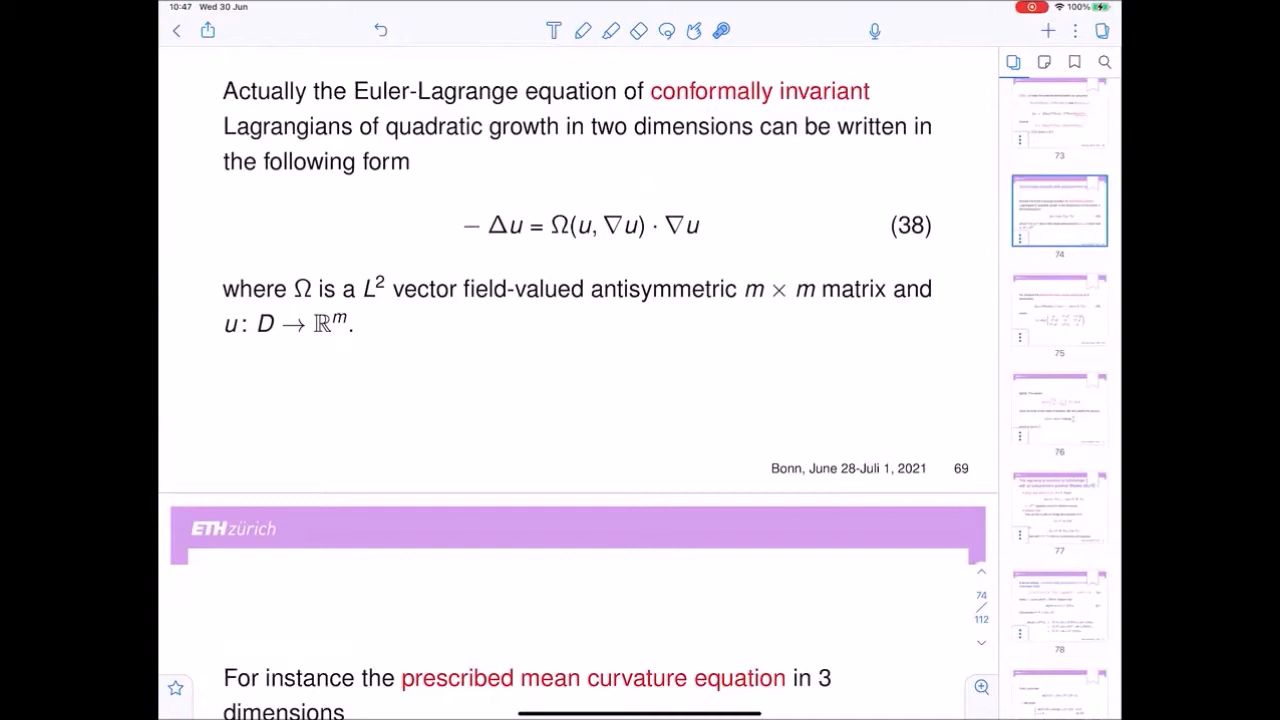 10:47 Wed 30 Jun
100%
T
Actually the Euler-Lagrange equation of conformally invariant
Lagrangians of quadratic growth in two dimensions can be written in
the following form
− Δu = Ω(u, ∇u) · ∇u (38)
where Ω is a L² vector field-valued antisymmetric m × m matrix and
u: D → ℝᵐ.
Bonn, June 28-Juli 1, 2021 69
ETH zürich
74
/
112
For instance the prescribed mean curvature equation in 3
dimensions
73
74
75
76
77
78